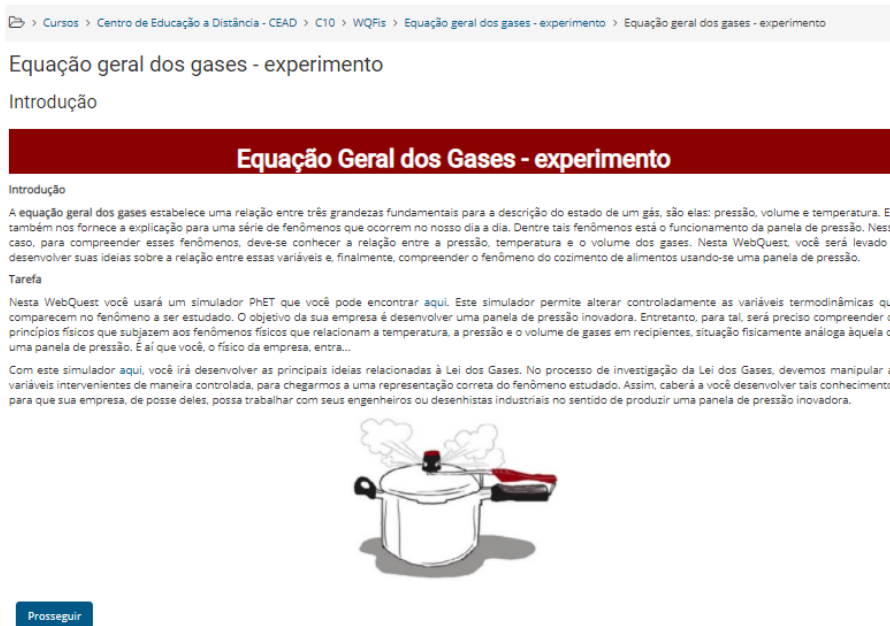 > Cursos > Centro de Educação a Distância - CEAD > C10 > WQFis > Equação geral dos gases - experimento > Equação geral dos gases - experimento
Equação geral dos gases - experimento
Introdução
Equação Geral dos Gases - experimento
Introdução
A equação geral dos gases estabelece uma relação entre três grandezas fundamentais para a descrição do estado de um gás, são elas: pressão, volume e temperatura.
também nos fornece a explicação para uma série de fenômenos que ocorrem no nosso dia a dia. Dentre tais fenômenos está o funcionamento da panela de pressão.
caso, para compreender esses fenômenos, deve-se conhecer a relação entre a pressão, temperatura e o volume dos gases. Nesta WebQuest, você será levado
desenvolver suas ideias sobre a relação entre essas variáveis e, finalmente, compreender o fenômeno do cozimento de alimentos usando-se uma panela de pressão.
Tarefa
Nesta WebQuest você usará um simulador PhET que você pode encontrar aqui. Este simulador permite alterar controladamente as variáveis termodinâmicas
comparecem no fenômeno a ser estudado. O objetivo da sua empresa é desenvolver uma panela de pressão inovadora. Entretanto, para tal, será preciso compreender
princípios físicos que subjazem aos fenômenos físicos que relacionam a temperatura, a pressão e o volume de gases em recipientes, situação fisicamente análoga àquela
uma panela de pressão. É aí que você, o físico da empresa, entra...
Com este simulador aqui, você irá desenvolver as principais ideias relacionadas à Lei dos Gases. No processo de investigação da Lei dos Gases, devemos manipular
variáveis intervenientes de maneira controlada, para chegarmos a uma representação correta do fenômeno estudado. Assim, caberá a você desenvolver tais
para que sua empresa, de posse deles, possa trabalhar com seus engenheiros ou desenhistas industriais no sentido de produzir uma panela de pressão inovadora.
Prosseguir